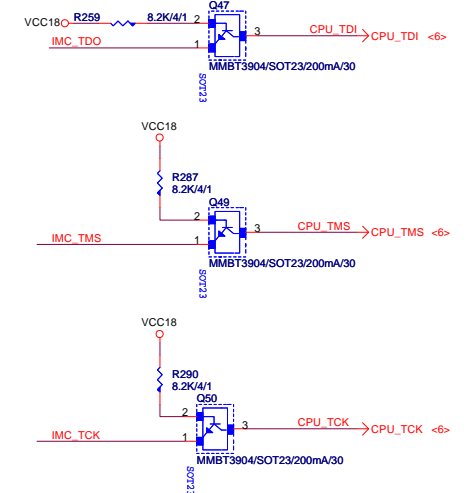 Q47
VCC18 R259 8.2K/4/1 2
IMC_TDO 1
3 CPU_TDI CPU_TDI <6>
MMBT3904/SOT23/200mA/30
SOT23
VCC18
R287
8.2K/4/1
Q49
2
IMC_TMS 1
3 CPU_TMS CPU_TMS <6>
MMBT3904/SOT23/200mA/30
SOT23
VCC18
R290
8.2K/4/1
Q50
2
IMC_TCK 1
3 CPU_TCK CPU_TCK <6>
MMBT3904/SOT23/200mA/30
SOT23